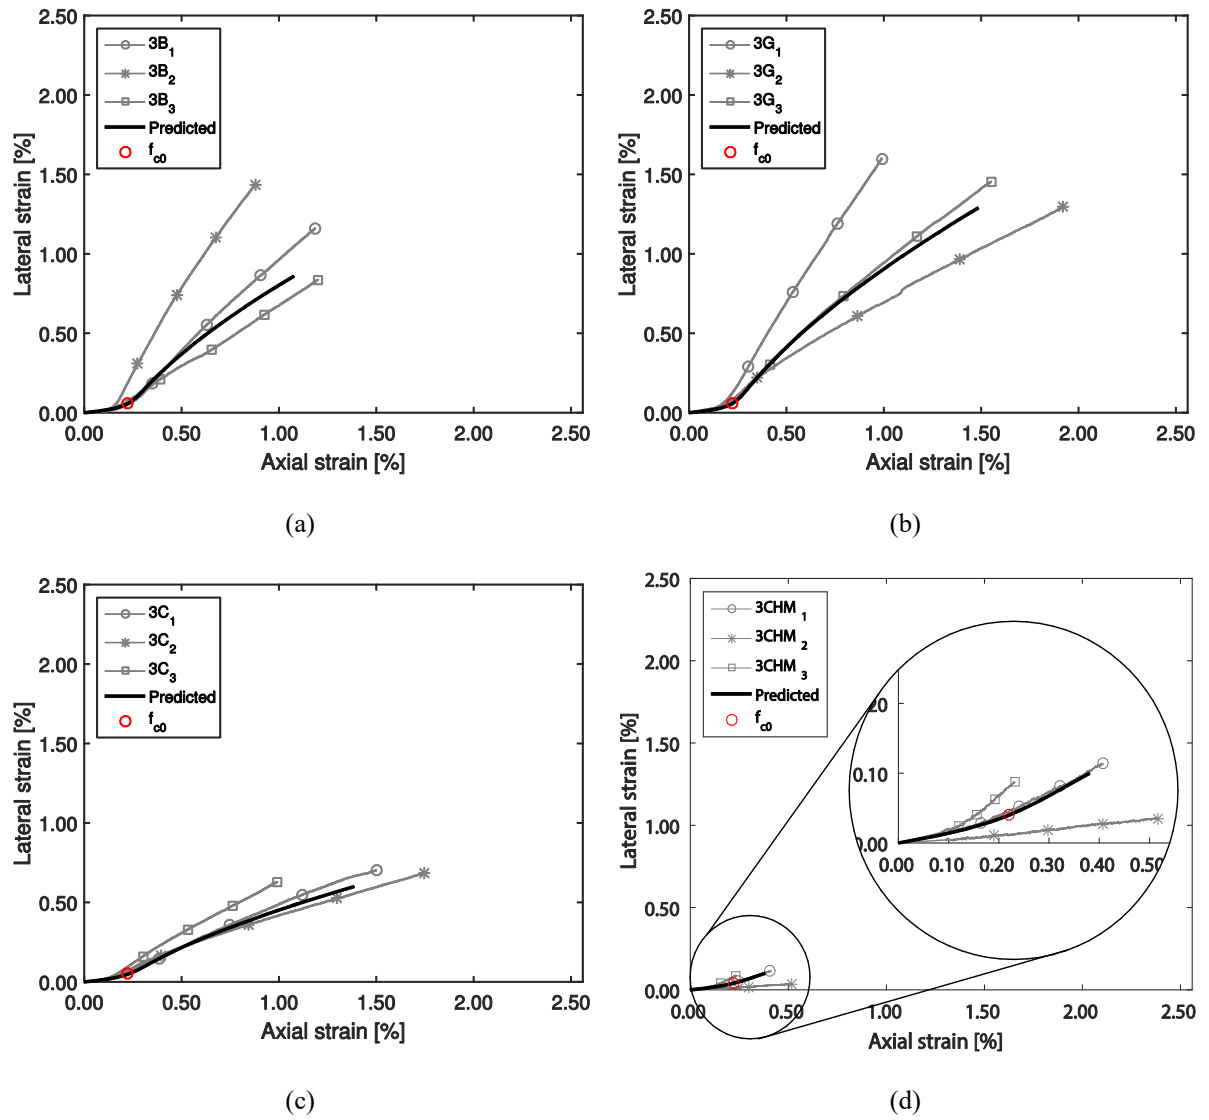 2.50
2.00
1.50
1.00
0.50
0.00
Lateral strain [%]
3B1
3B2
3B3
Predicted
fc0
0.00 0.50 1.00 1.50 2.00 2.50
Axial strain [%]
(a)
2.50
2.00
1.50
1.00
0.50
0.00
Lateral strain [%]
3G1
3G2
3G3
Predicted
fc0
0.00 0.50 1.00 1.50 2.00 2.50
Axial strain [%]
(b)
2.50
2.00
1.50
1.00
0.50
0.00
Lateral strain [%]
3C1
3C2
3C3
Predicted
fc0
0.00 0.50 1.00 1.50 2.00 2.50
Axial strain [%]
(c)
2.50
2.00
1.50
1.00
0.50
0.00
Lateral strain [%]
3CHM 1
3CHM 2
3CHM 3
Predicted
fc0
20
0.10
0.00
0.00 0.10 0.20 0.30 0.40 0.50
0.00 0.50 1.00 1.50 2.00 2.50
Axial strain [%]
(d)